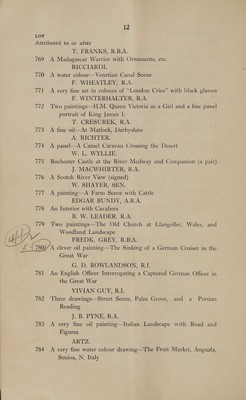 12
LOT
Attributed to or after
T. FRANKS, R.B.A.
769 A Madagascar Warrior with Ornaments, etc.
RICCIARDI.
770 A water colour—Venetian Canal Scene
F. WHEATLEY, R.A.
771 A very fine set in colours of "London Cries" with black glasses
F. WINTERHALTER, R.A.
772 Two paintings—H.M. Queen Victoria as a Girl and a fine panel
portrait of King James I.
T. CRESUREK, R.A.
773 A fine oil—At Matlock, Derbyshire
A. RICHTER.
774 A panel—A Camel Caravan Crossing the Desert
W. L. WYLLIE.
775 Rochester Castle at the River Medway and Companion (a pair)
J. MACWHIRTER, R.A.
776 A Scotch River View (signed)
W. SHAYER, SEN.
777 A painting—A Farm Scene with Cattle
EDGAR BUNDY, A.R.A.
778 An Interior with Cavaliers
B. W. LEADER, R.A.
779 Two paintings—The Old Church at Llangoller, Wales, and
Woodland Landscape
FREDK. GREY, R.B.A.
780 A clever oil painting—The Sinking of a German Cruiser in the
Great War
G. D. ROWLANDSON, R.I.
781 An English Officer Interrogating a Captured German Officer in
the Great War
VIVIAN GUY, R.I.
782 Three drawings—Street Scene, Palm Grove, and a Persian
Reading
J. B. PYNE, R.A.
783 A very fine oil painting—Italian Landscape with Road and
Figures
ARTZ.
784 A very fine water colour drawing—The Fruit Market, Anguala,
Senina, N. Italy